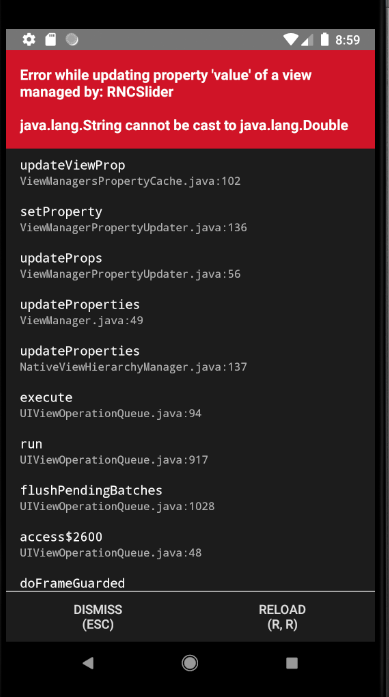 8:59
Error while updating property 'value' of a view
managed by: RNCSlider
java.lang.String cannot be cast to java.lang.Double
updateViewProp
ViewManagersPropertyCache.java:102
setProperty
ViewManagerPropertyUpdater.java:136
updateProps
ViewManagerPropertyUpdater.java:56
updateProperties
ViewManager.java:49
updateProperties
NativeViewHierarchyManager.java:137
execute
UIViewOperationQueue.java:94
run
UIViewOperationQueue.java:917
flushPendingBatches
UIViewOperationQueue.java:1028
access$2600
UIViewOperationQueue.java:48
doFrameGuarded
DISMISS
(ESC)
RELOAD
(R, R)